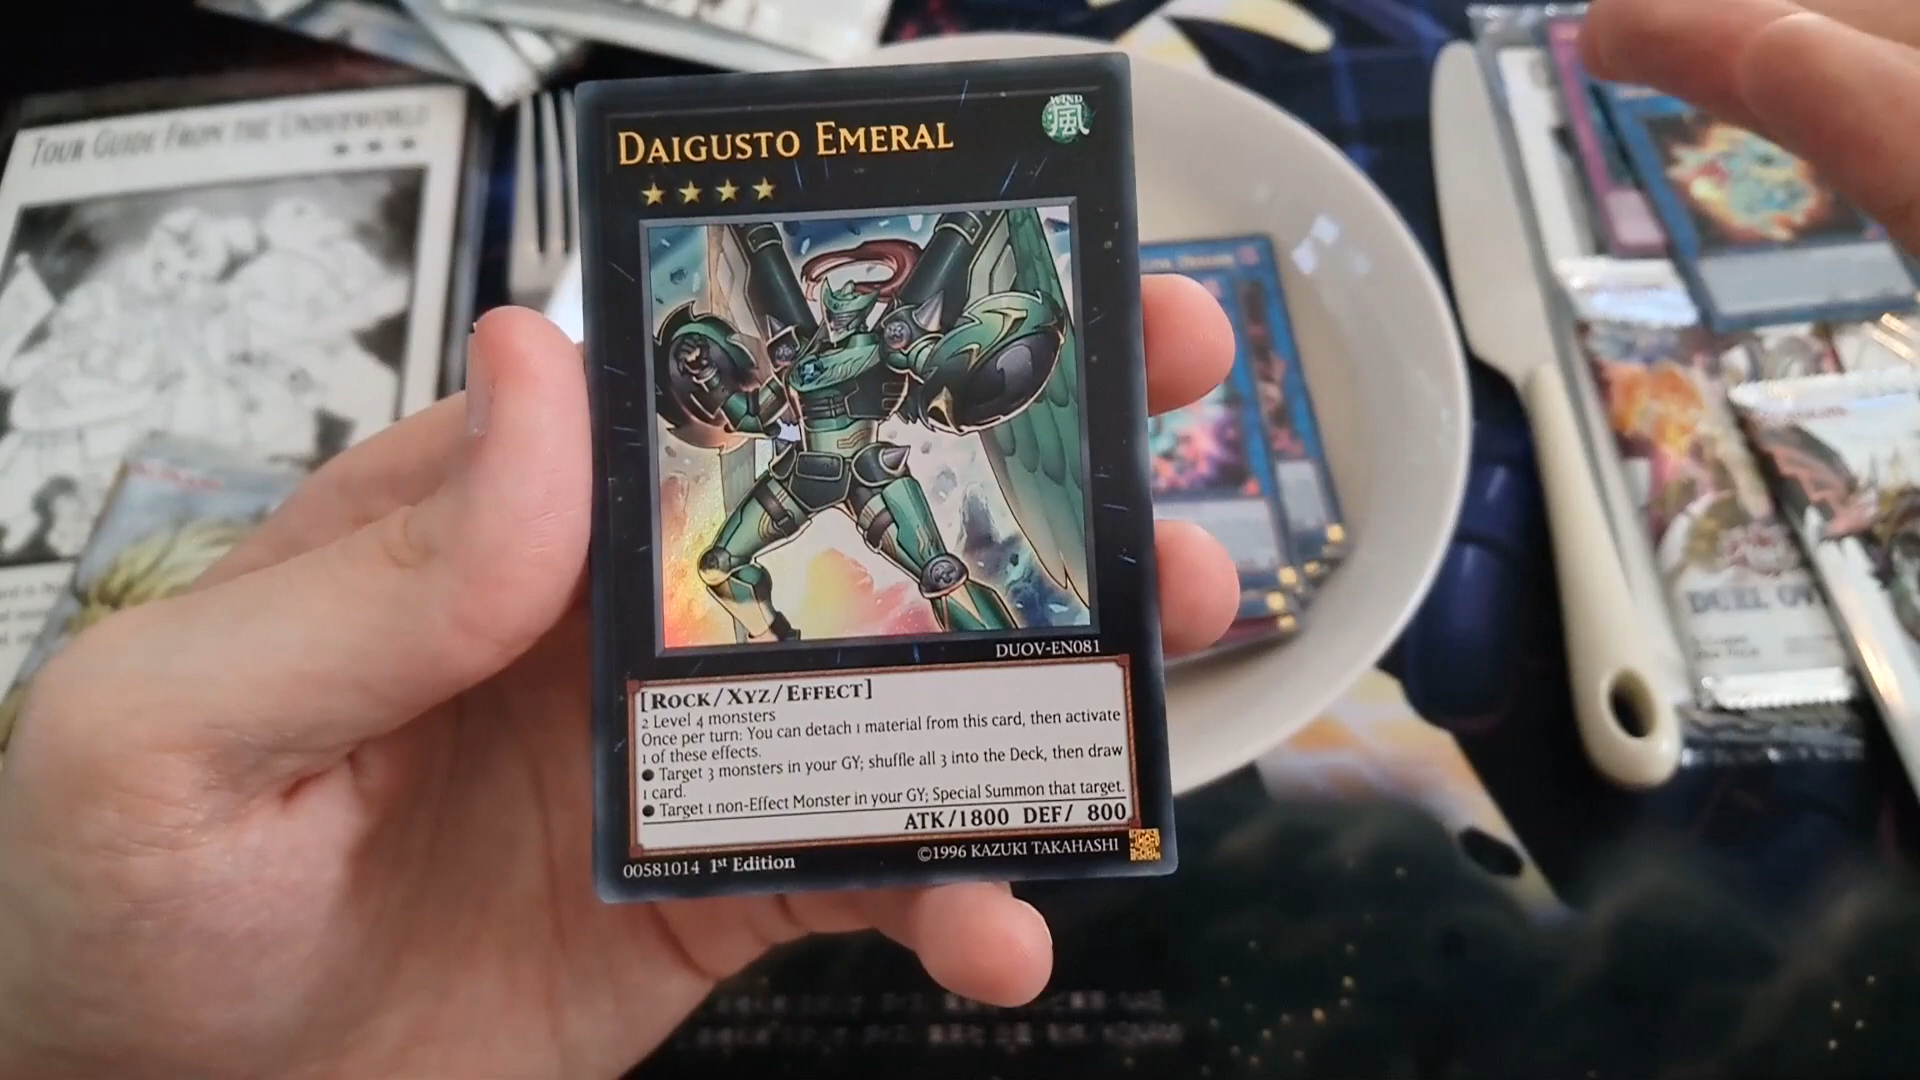 TOUR GUIDE FROM THE UNDERWORLD
DAIGUSTO EMERAL
WIND
風
DUOV-EN081
[ROCK/XYZ/EFFECT]
2 Level 4 monsters
Once per turn: You can detach 1 material from this card, then activate
1 of these effects.
● Target 3 monsters in your GY; shuffle all 3 into the Deck, then draw
1 card.
● Target 1 non-Effect Monster in your GY; Special Summon that target.
ATK/1800 DEF/ 800
00581014 1st Edition
©1996 KAZUKI TAKAHASHI
DUEL